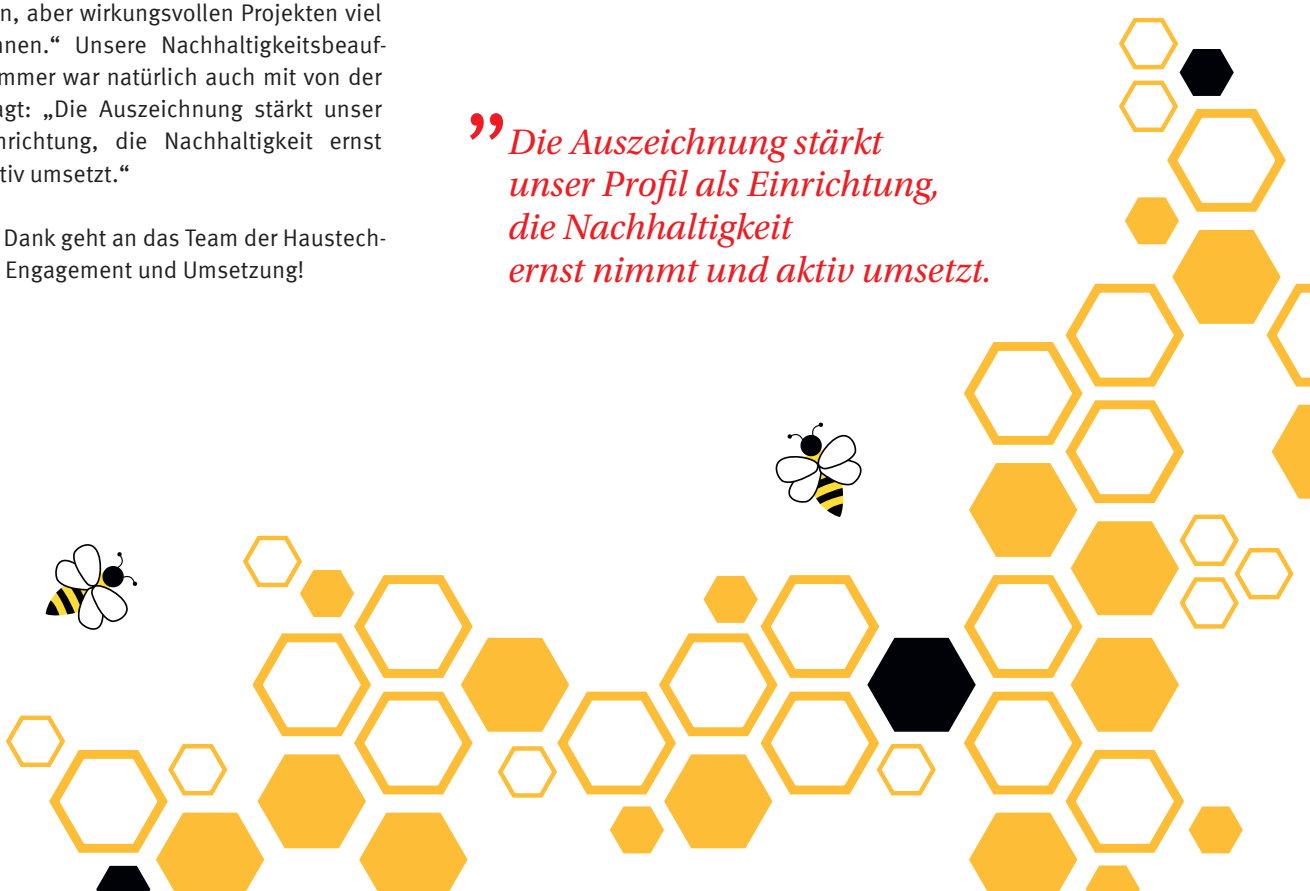 n, aber wirkungsvollen Projekten viel
nnen.“ Unsere Nachhaltigkeitsbeauf-
mmer war natürlich auch mit von der
agt: „Die Auszeichnung stärkt unser
nrichtung, die Nachhaltigkeit ernst
tiv umsetzt.“
Dank geht an das Team der Haustech-
Engagement und Umsetzung!
”Die Auszeichnung stärkt
unser Profil als Einrichtung,
die Nachhaltigkeit
ernst nimmt und aktiv umsetzt.